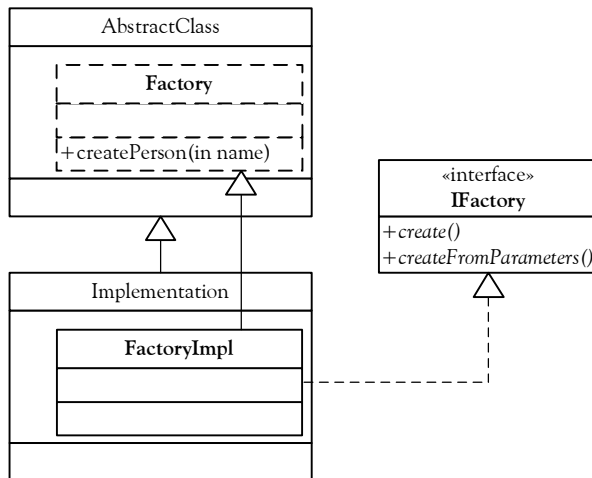 AbstractClass
Factory
+createPerson(in name)
«interface»
IFactory
+create()
+createFromParameters()
Implementation
FactoryImpl